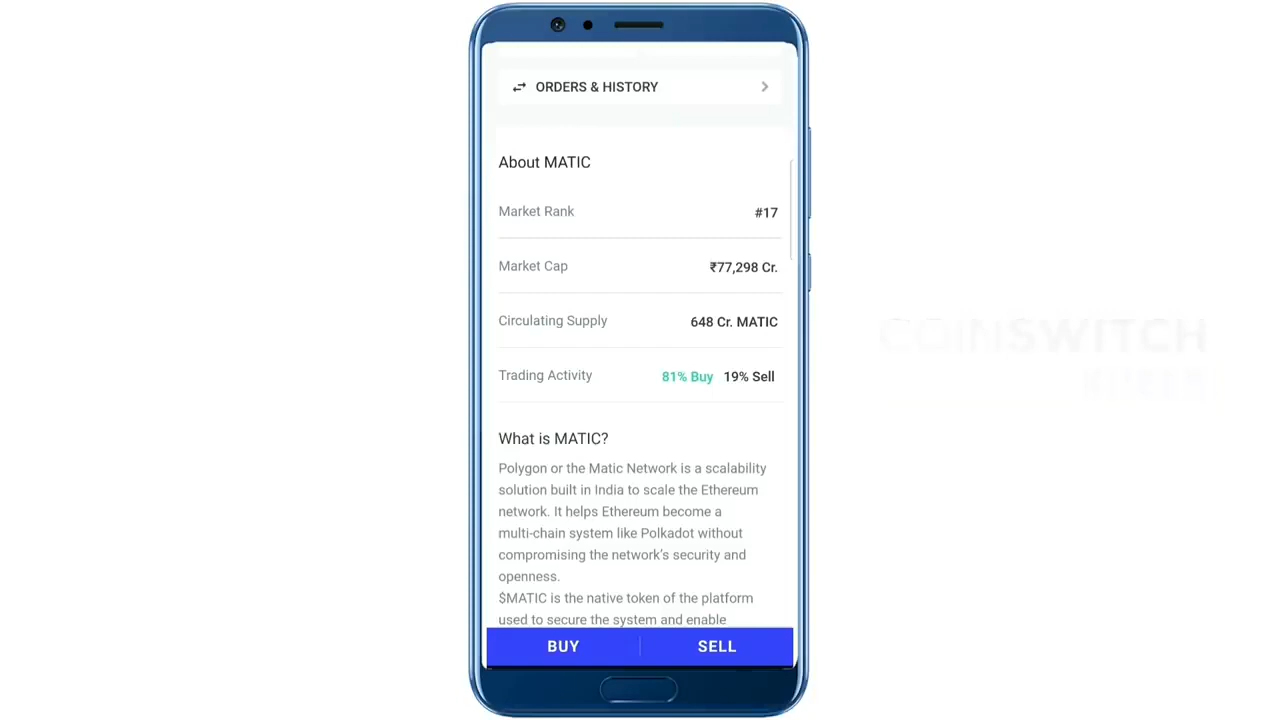 ORDERS & HISTORY
About MATIC
Market Rank
#17
Market Cap
₹77,298 Cr.
Circulating Supply
648 Cr. MATIC
Trading Activity
81% Buy 19% Sell
What is MATIC?
Polygon or the Matic Network is a scalability
solution built in India to scale the Ethereum
network. It helps Ethereum become a
multi-chain system like Polkadot without
compromising the network's security and
openness.
$MATIC is the native token of the platform
used to secure the system and enable
BUY
SELL
COINSWITCH